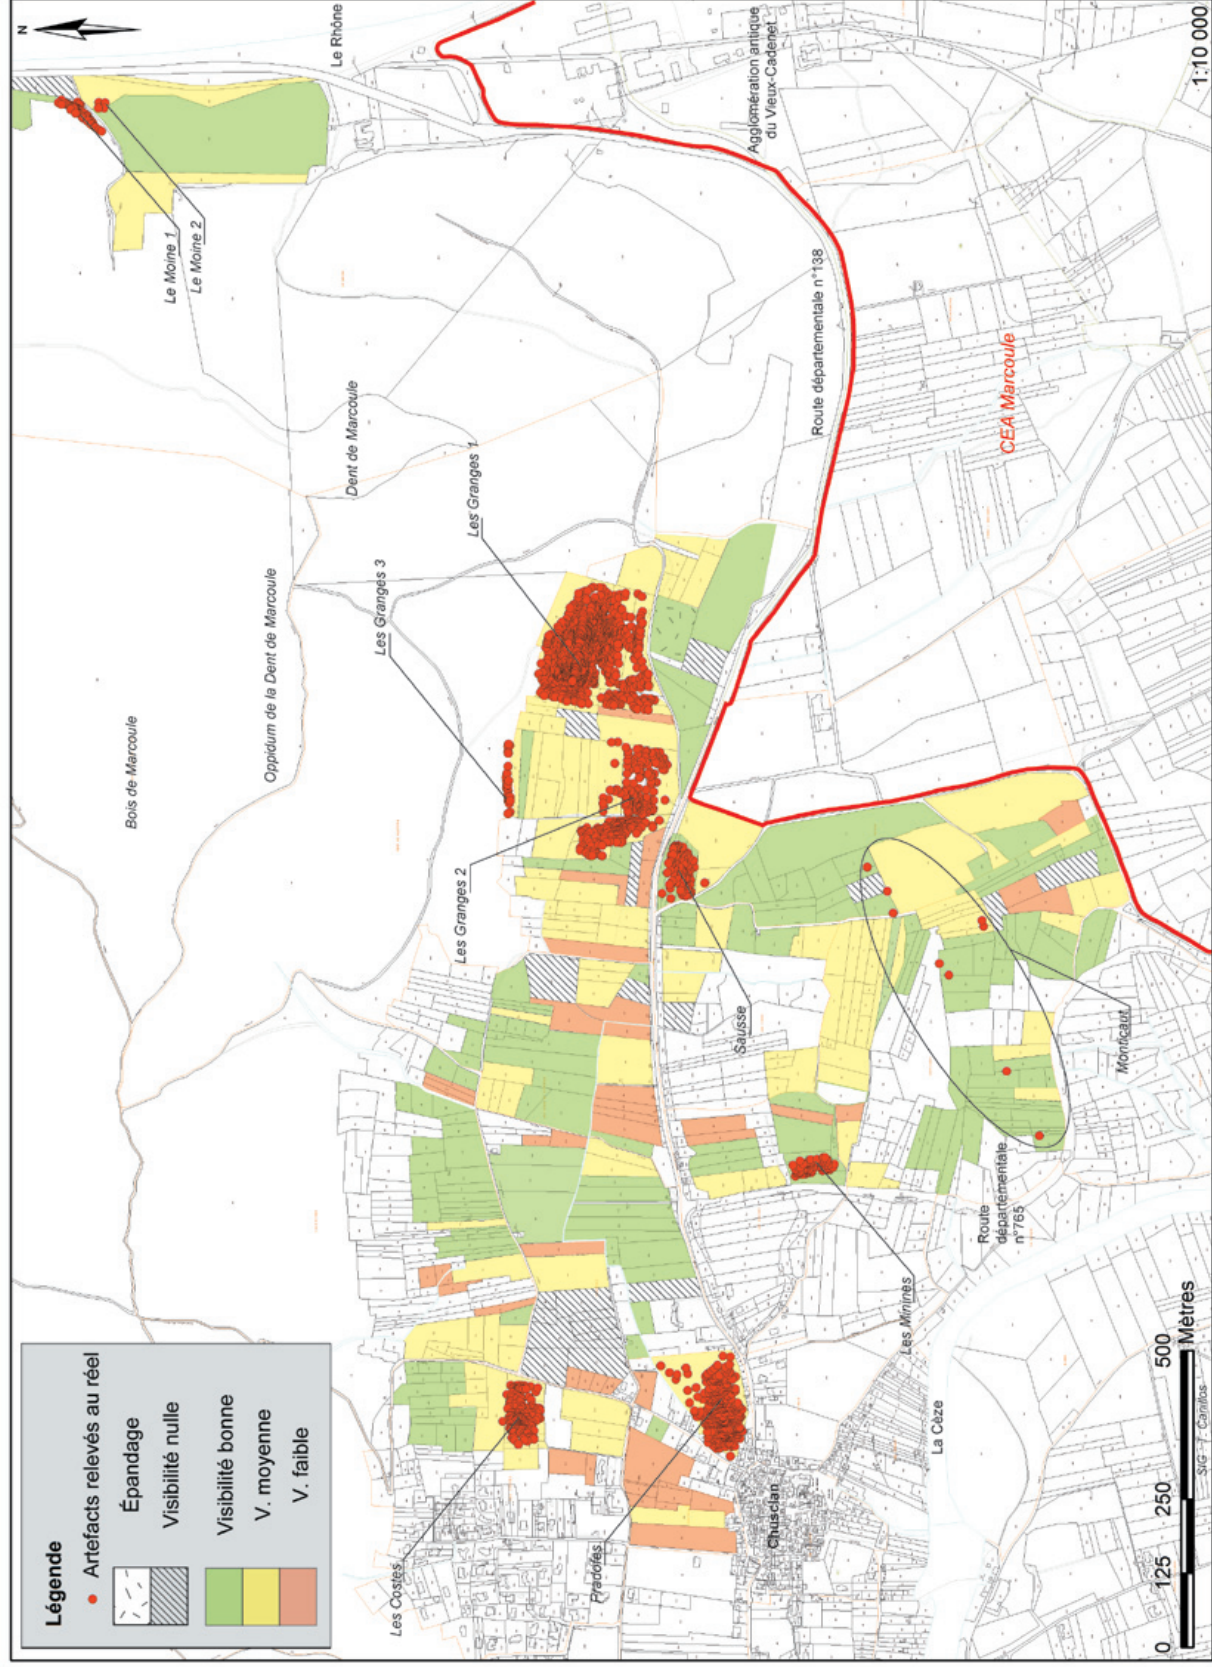 Légende
Artefacts relevés au réel
Épandage
Visibilité nulle
Visibilité bonne
V. moyenne
V. faible
N
Bois de Marcoule
Oppidum de la Dent de Marcoule
Dent de Marcoule
Le Moine 1
Le Moine 2
Le Rhône
Les Granges 3
Les Granges 1
Les Granges 2
Agglomération antique
du Vieux-Cadenet
Route départementale n°138
CEA Marcoule
Les Costes
Pradoles
Chusclan
Sausse
Les Minines
Monticaut
Route
départementale
n°765
La Cèze
0 125 250 500
Mètres
SIG - T. Canillos
1:10 000